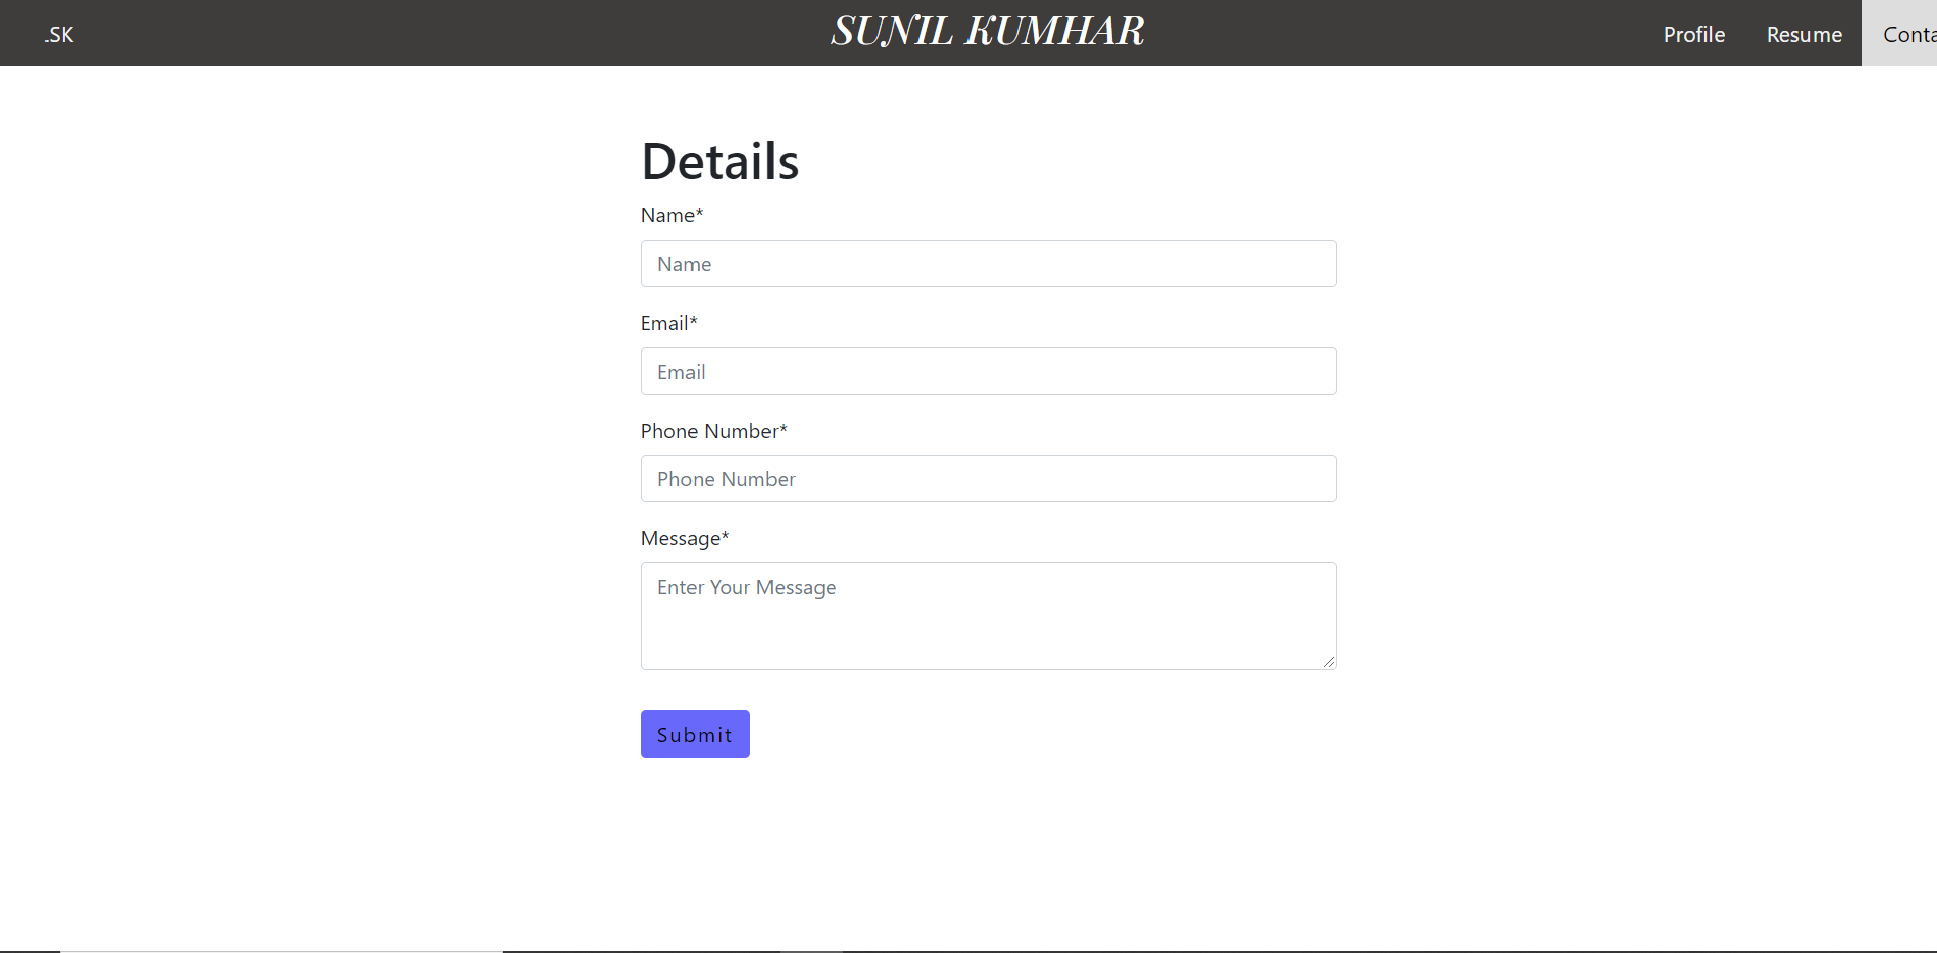 .SK
SUNIL KUMHAR
Profile
Resume
Conta
Details
Name*
Name
Email*
Email
Phone Number*
Phone Number
Message*
Enter Your Message
Submit